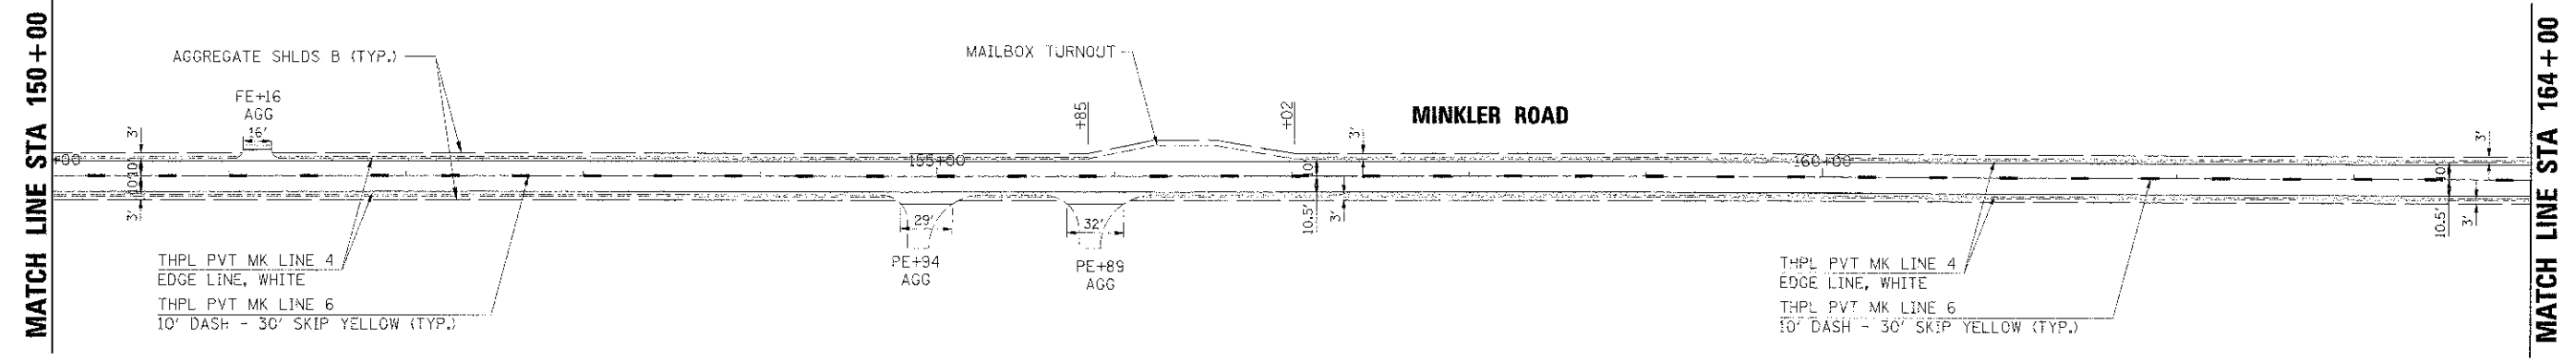 MATCH LINE STA 150+00
AGGREGATE SHLDS B (TYP.)
MAILBOX TURNOUT
MATCH LINE STA 164+00
FE+16
AGG
16'
+85
+02
MINKLER ROAD
3'
3'
3'
+00
155+00
160+00
10'
10'
10'
10'
3'
29'
32'
10.5'
3'
10.5'
3'
PE+94
AGG
PE+89
AGG
THPL PVT MK LINE 4
EDGE LINE, WHITE
THPL PVT MK LINE 6
10' DASH - 30' SKIP YELLOW (TYP.)
THPL PVT MK LINE 4
EDGE LINE, WHITE
THPL PVT MK LINE 6
10' DASH - 30' SKIP YELLOW (TYP.)